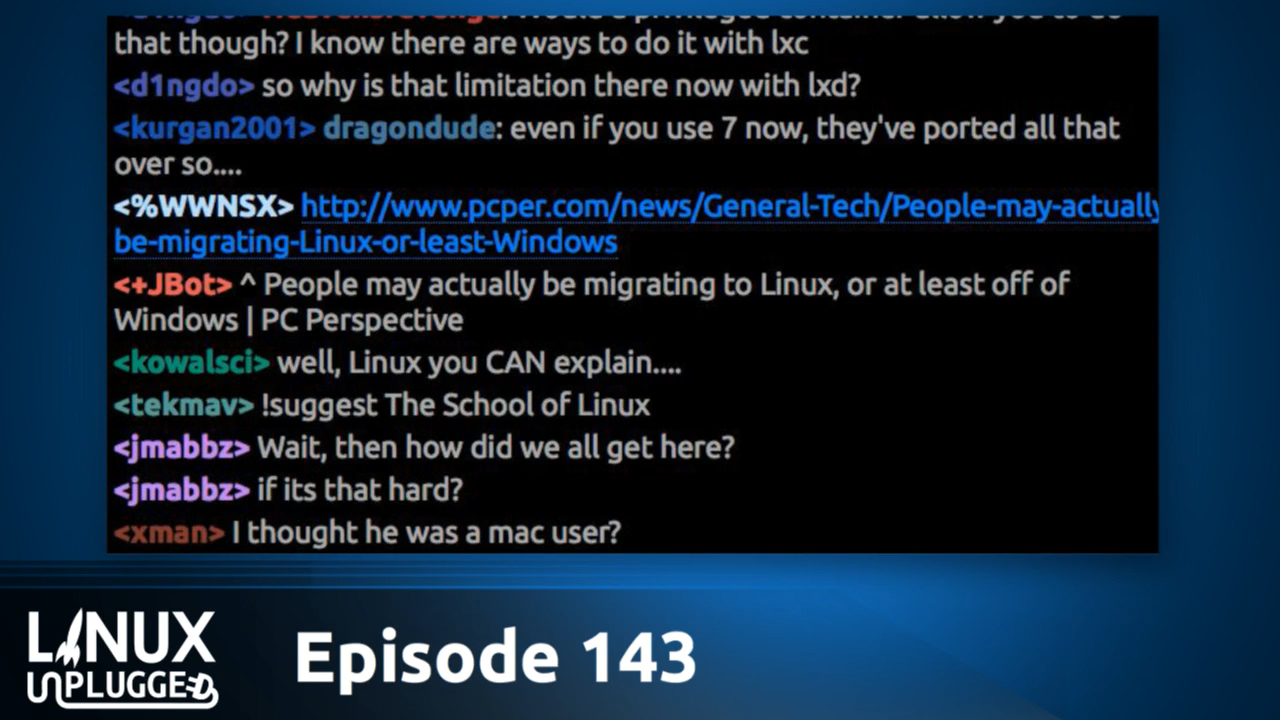 that though? I know there are ways to do it with lxc
<d1ngdo> so why is that limitation there now with lxd?
<kurgan2001> dragondude: even if you use 7 now, they've ported all that
over so....
<%WWNSX> http://www.pcper.com/news/General-Tech/People-may-actually
be-migrating-Linux-or-least-Windows
<+JBot> ^ People may actually be migrating to Linux, or at least off of
Windows | PC Perspective
<kowalsci> well, Linux you CAN explain....
<tekmav> !suggest The School of Linux
<jmabbz> Wait, then how did we all get here?
<jmabbz> if its that hard?
<xman> I thought he was a mac user?
LINUX
UNPLUGGED
Episode 143